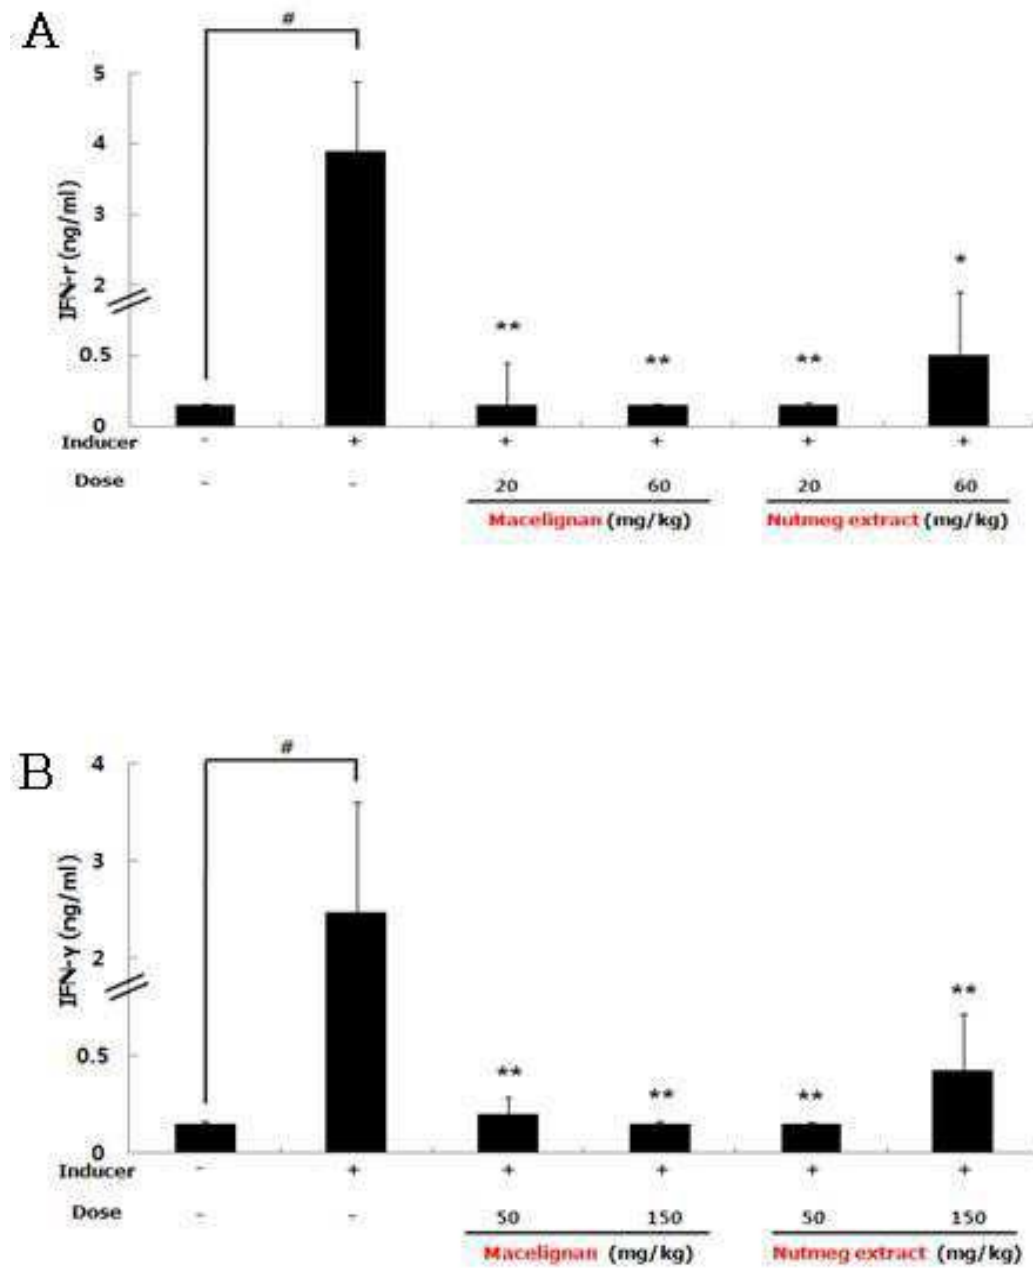 A
#
5
4
3
2
0.5
0
IFN-r (ng/ml)
** ** ** *
Inducer - + + + + +
Dose - - 20 60 20 60
Macelignan (mg/kg) Nutmeg extract (mg/kg)
B
#
4
3
2
0.5
0
IFN-γ (ng/ml)
** ** ** **
Inducer - + + + + +
Dose - - 50 150 50 150
Macelignan (mg/kg) Nutmeg extract (mg/kg)